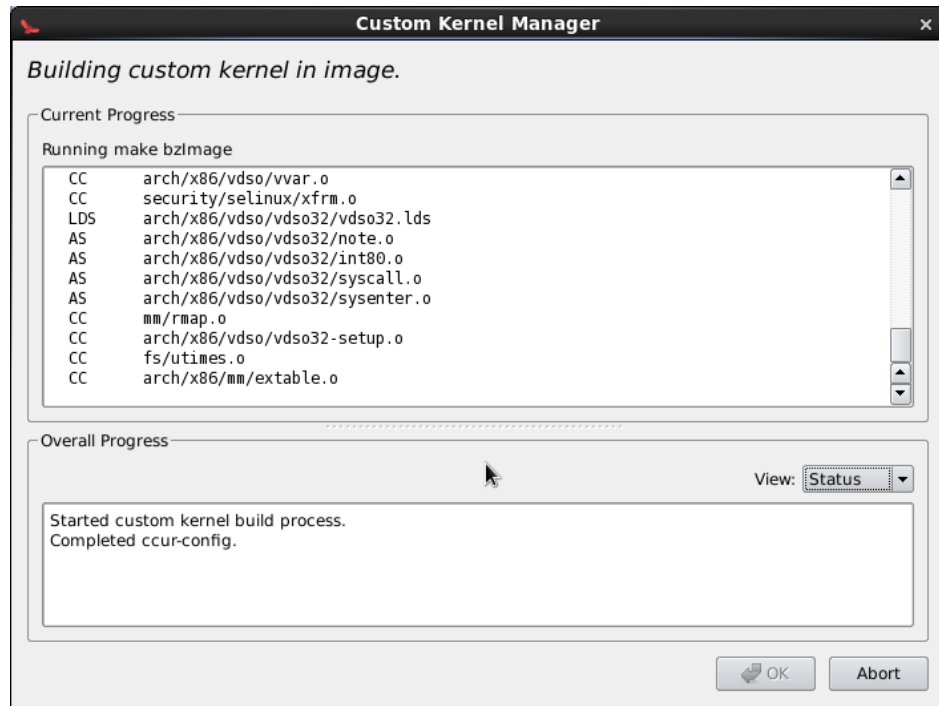 Custom Kernel Manager
Building custom kernel in image.
Current Progress
Running make bzImage
CC arch/x86/vdso/vvar.o
CC security/selinux/xfrm.o
LDS arch/x86/vdso/vdso32/vdso32.lds
AS arch/x86/vdso/vdso32/note.o
AS arch/x86/vdso/vdso32/int80.o
AS arch/x86/vdso/vdso32/syscall.o
AS arch/x86/vdso/vdso32/sysenter.o
CC mm/rmap.o
CC arch/x86/vdso/vdso32-setup.o
CC fs/utimes.o
CC arch/x86/mm/extable.o
Overall Progress
View: Status
Started custom kernel build process.
Completed ccur-config.
OK Abort